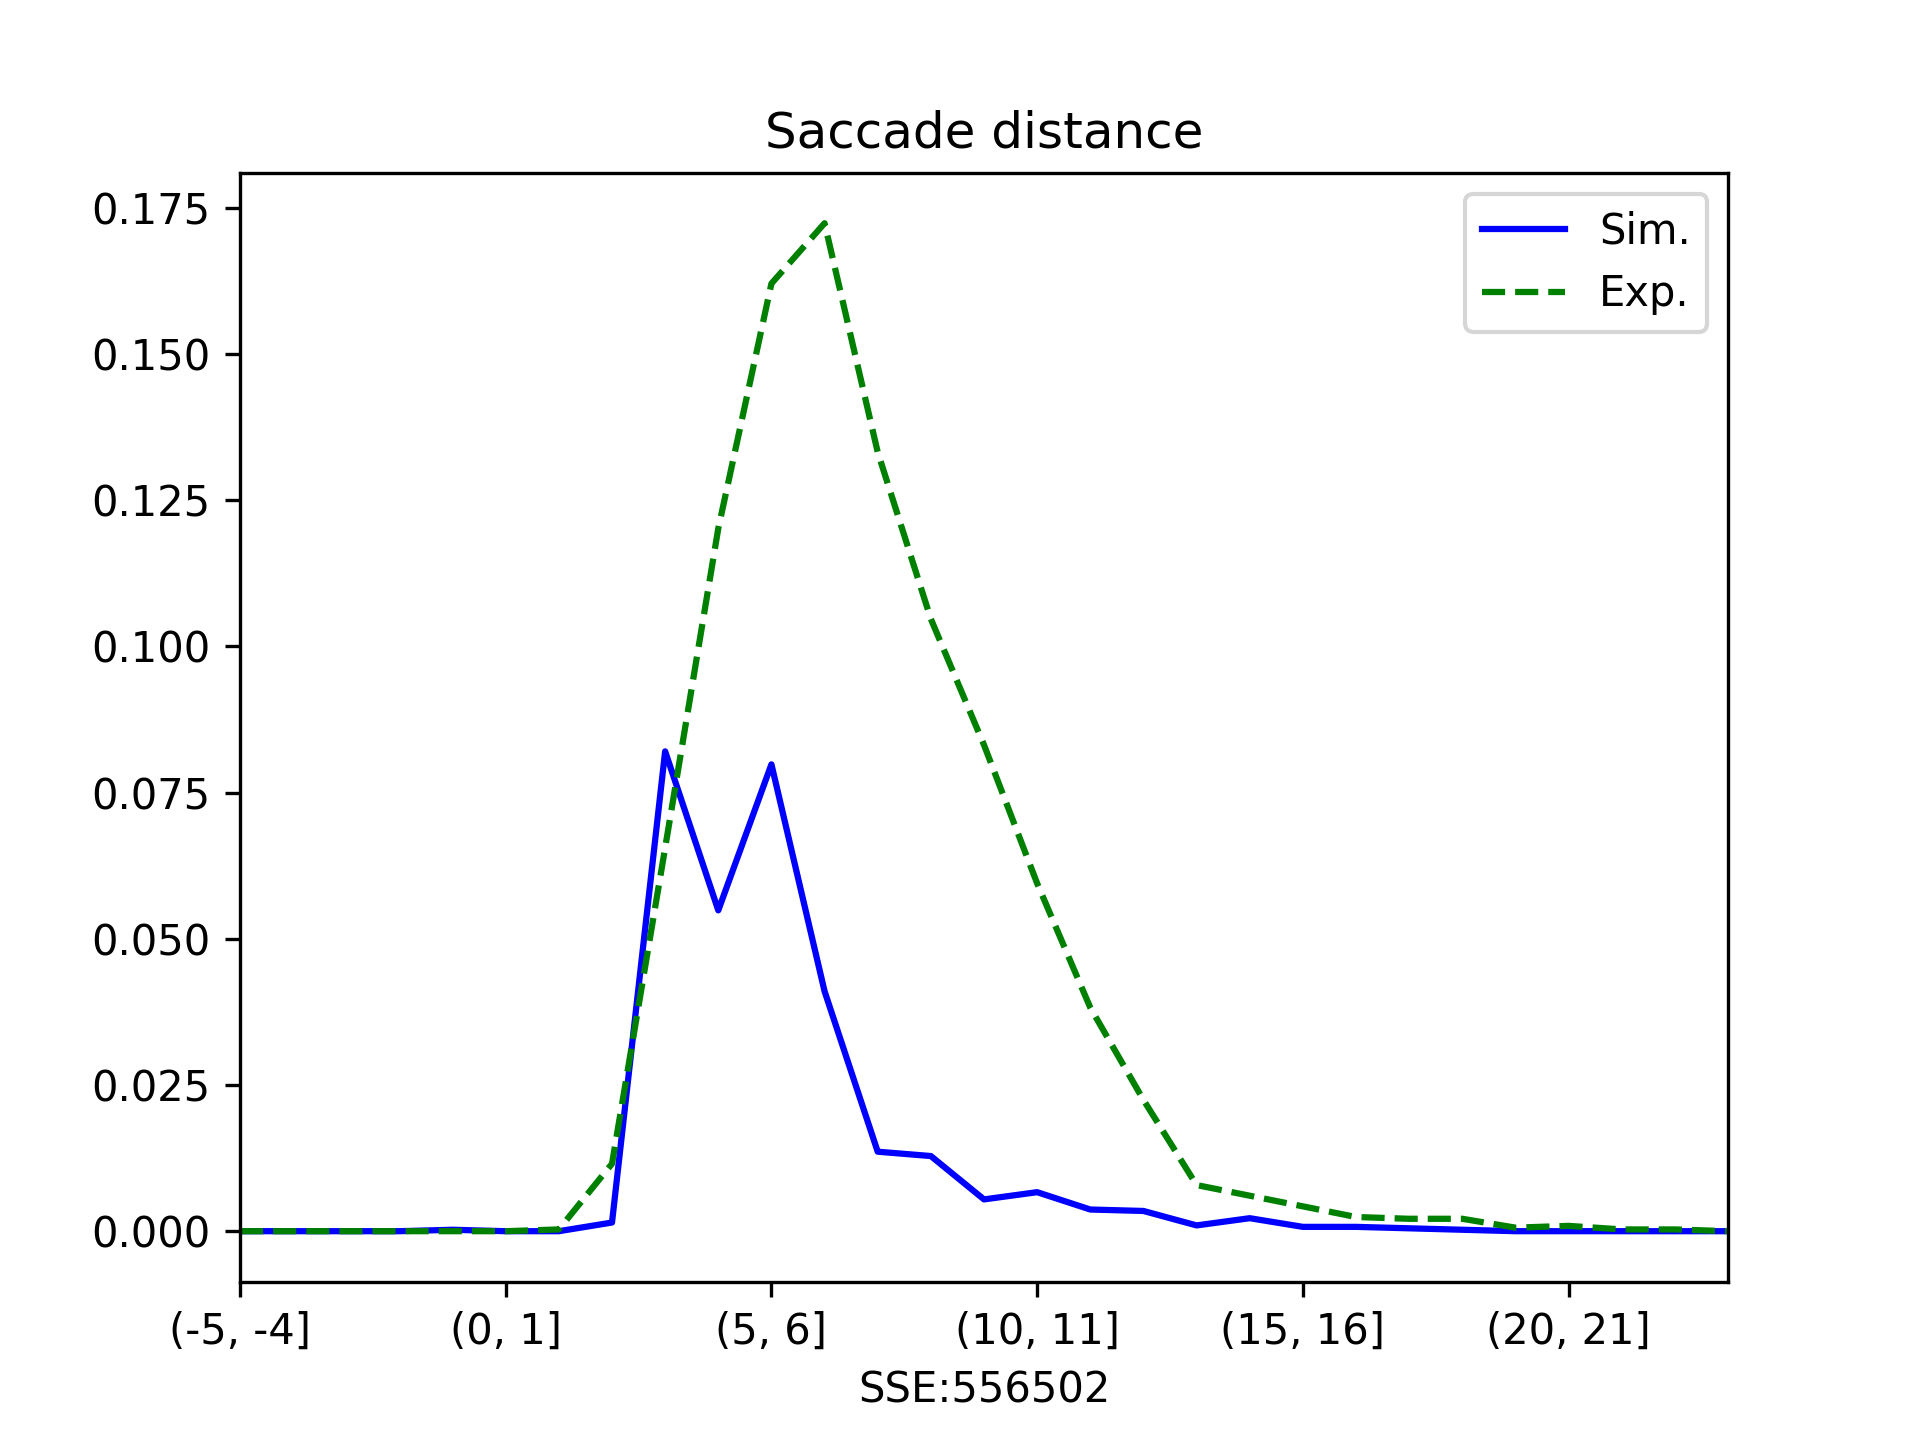 Saccade distance
0.175
0.150
0.125
0.100
0.075
0.050
0.025
0.000
Sim.
Exp.
(-5, -4] (0, 1] (5, 6] (10, 11] (15, 16] (20, 21]
SSE:556502